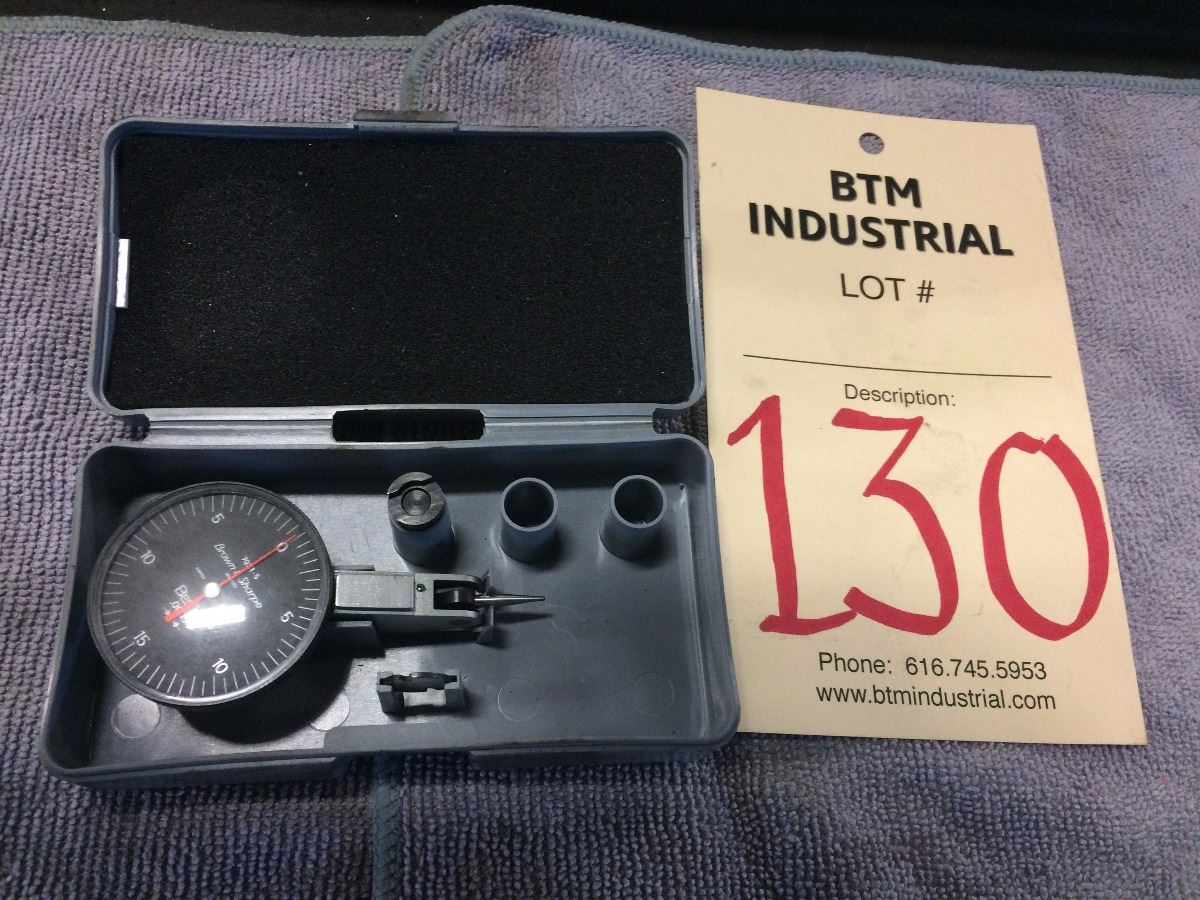 BTM
INDUSTRIAL
LOT #
Description:
130
Phone: 616.745.5953
www.btmindustrial.com
5
0
10
Brown & Sharpe
5
15
10